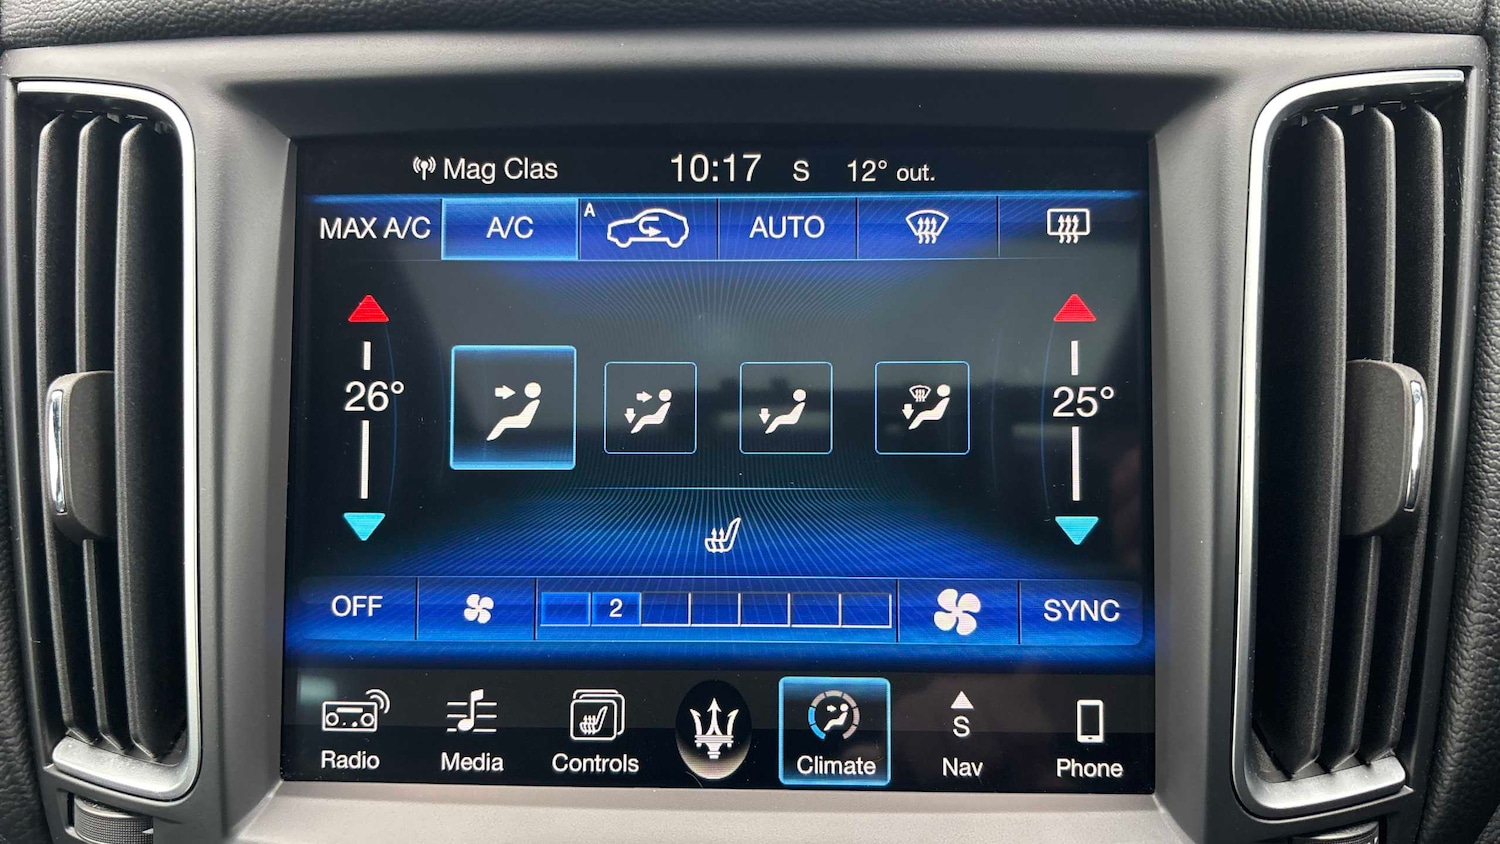 Mag Clas 10:17 S 12° out.
MAX A/C A/C A AUTO
26° 25°
OFF 2 SYNC
S
Radio Media Controls Climate Nav Phone